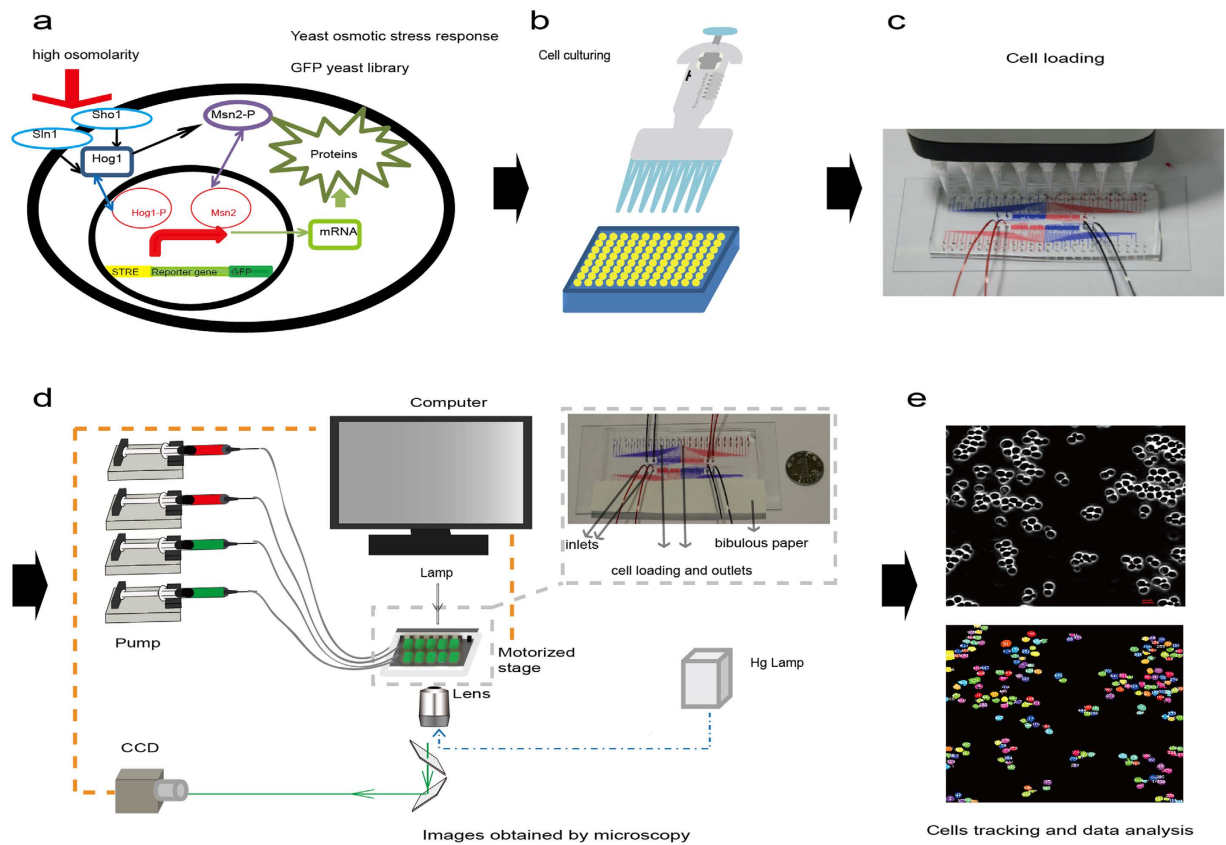 a
high osomolarity
Yeast osmotic stress response
GFP yeast library
Sho1
Sln1
Hog1
Msn2-P
Proteins
Hog1-P
Msn2
mRNA
STRE Reporter gene GFP
b
Cell culturing
c
Cell loading
d
Computer
Lamp
Pump
Motorized
stage
Lens
inlets
bibulous paper
cell loading and outlets
Hg Lamp
CCD
Images obtained by microscopy
e
Cells tracking and data analysis